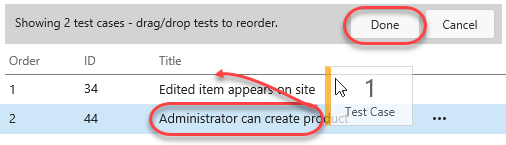 Showing 2 test cases - drag/drop tests to reorder. Done Cancel
Order ID Title
1 34 Edited item appears on site
2 44 Administrator can create product
1
Test Case